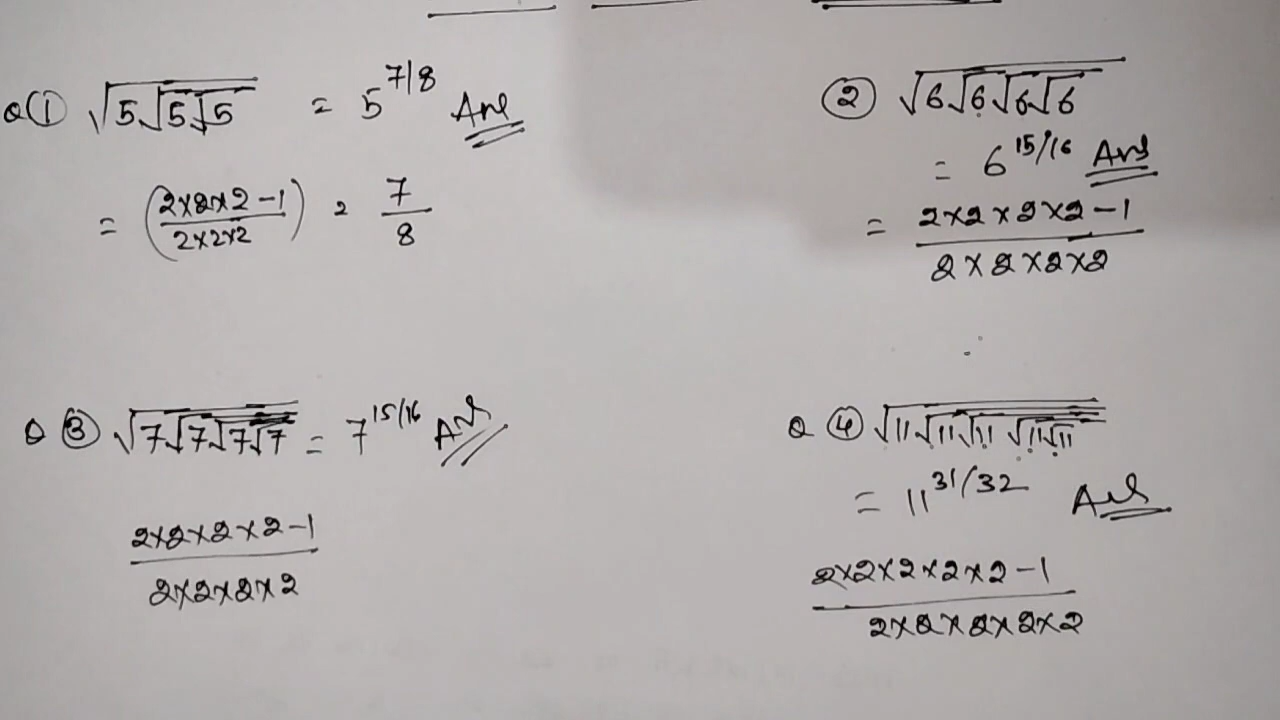 Q ① √5√5√5 = 5^7/8 Ans
= (2×2×2-1 / 2×2×2) = 7/8
② √6√6√6√6
= 6^15/16 Ans
= 2×2×2×2-1 / 2×2×2×2
Q ③ √7√7√7√7 = 7^15/16 Ans
2×2×2×2-1 / 2×2×2×2
Q ④ √11√11√11√11√11
= 11^31/32 Ans
2×2×2×2×2-1 / 2×2×2×2×2